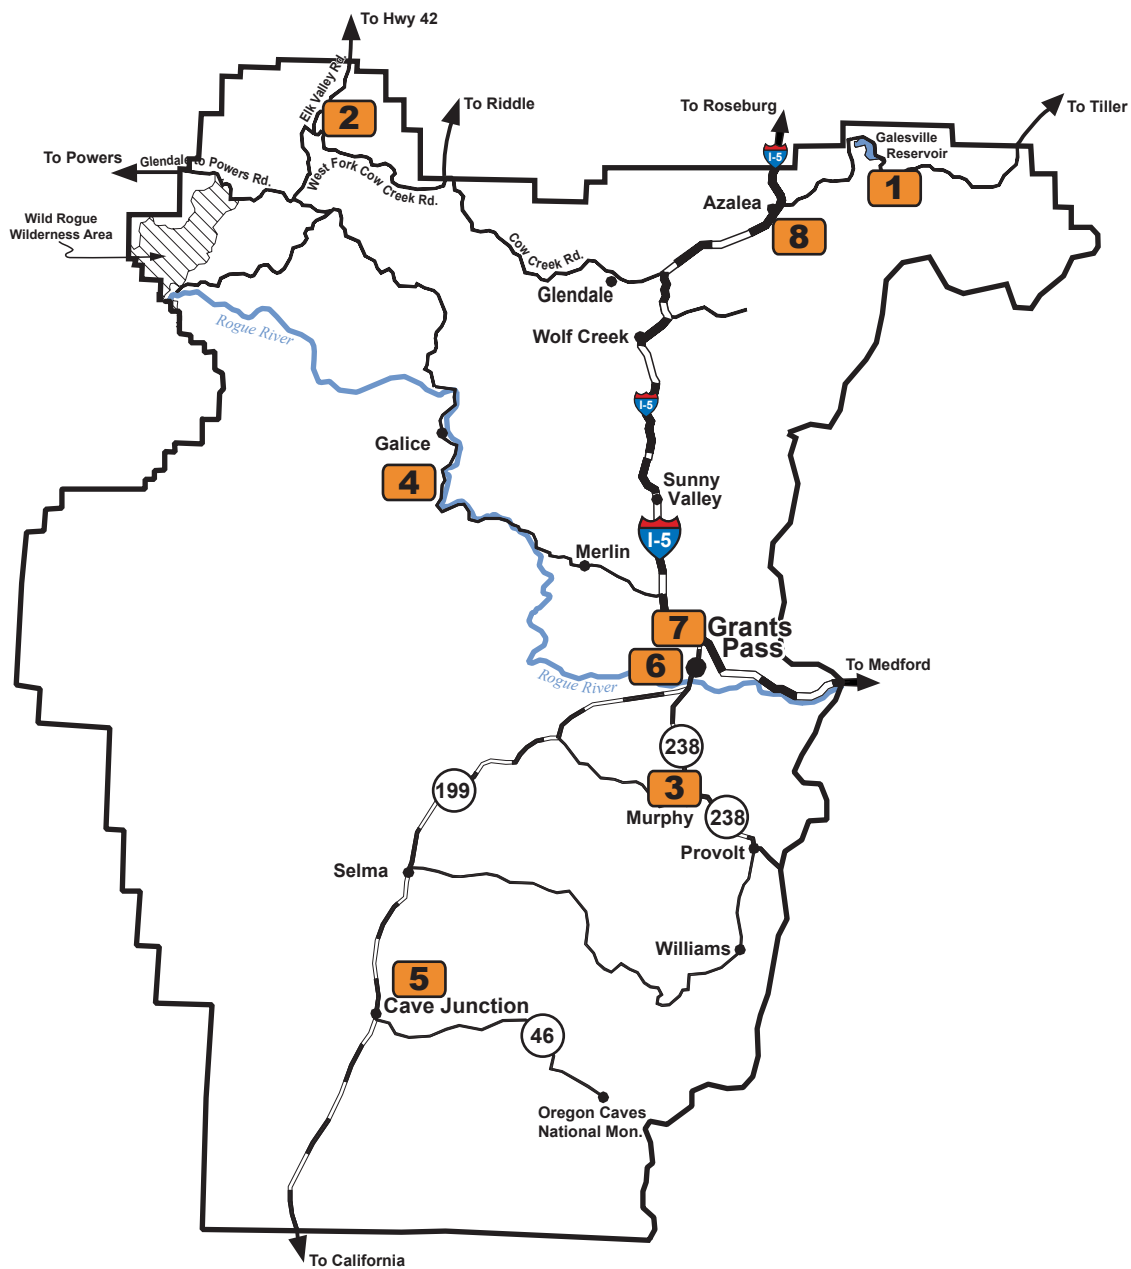 To Hwy 42
Elk Valley Rd.
2
To Riddle
To Roseburg
I-5
To Tiller
Galesville
Reservoir
1
To Powers
Glendale to Powers Rd.
West Fork Cow Creek Rd.
Azalea
8
Wild Rogue
Wilderness Area
Cow Creek Rd.
Glendale
Rogue River
Wolf Creek
I-5
Galice
4
Sunny
Valley
I-5
Merlin
7
Grants
Pass
6
To Medford
Rogue River
238
199
3
Murphy
238
Provolt
Selma
Williams
5
Cave Junction
46
Oregon Caves
National Mon.
To California